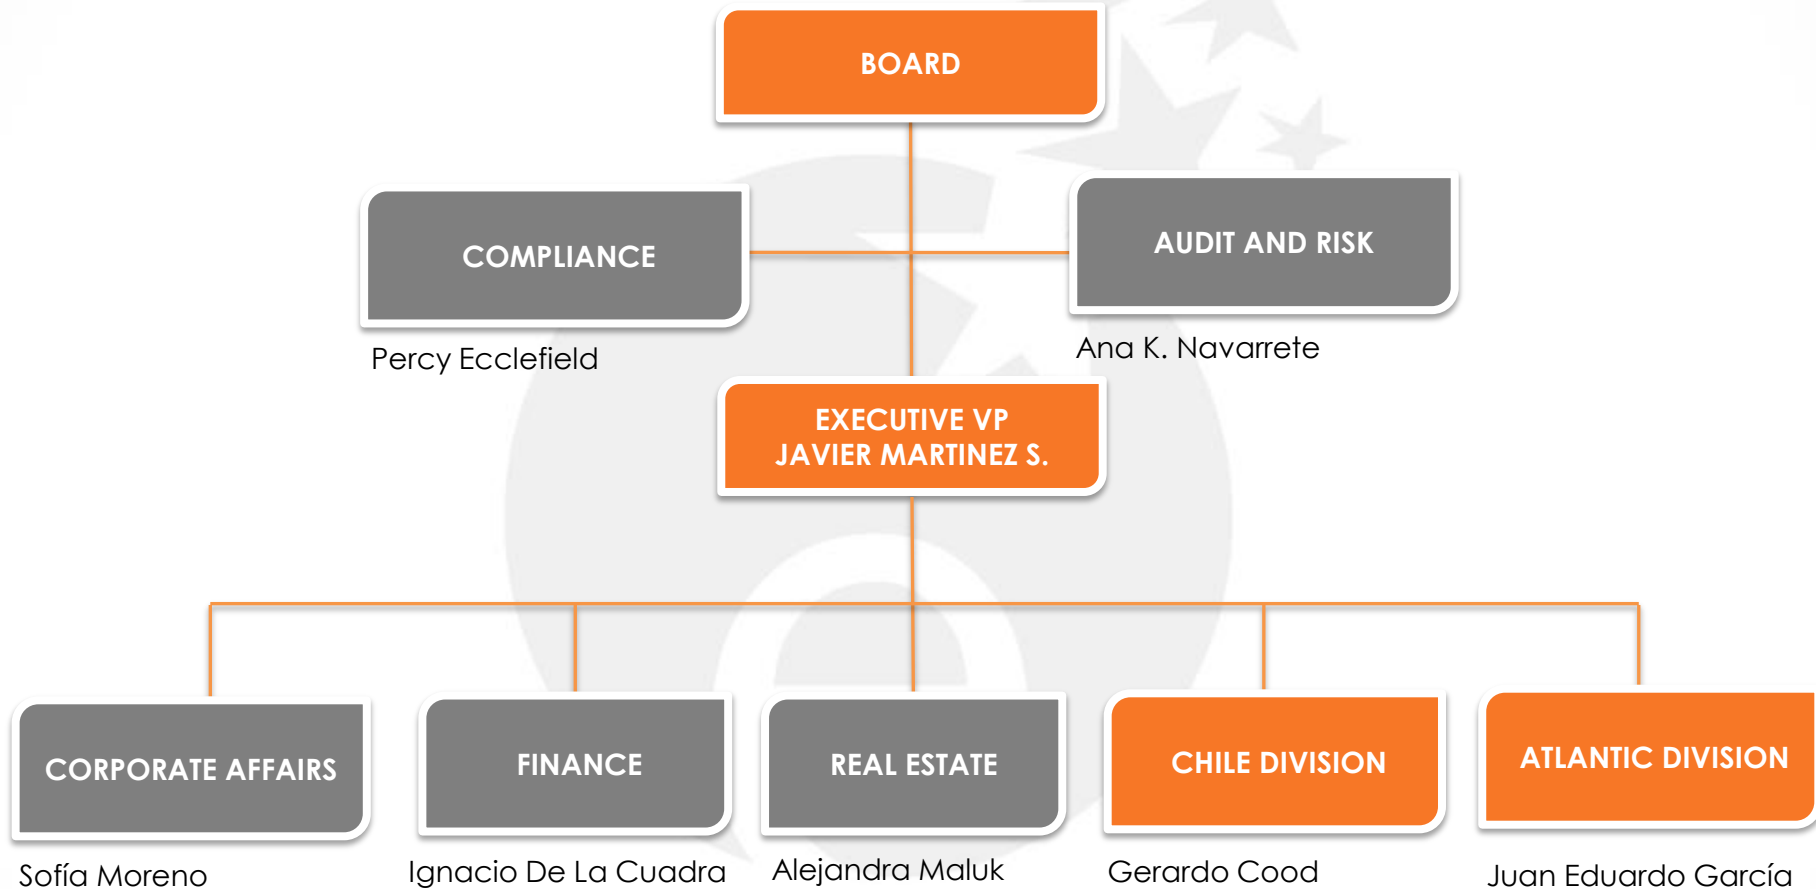 BOARD
COMPLIANCE
AUDIT AND RISK
Percy Ecclefield
Ana K. Navarrete
EXECUTIVE VP
JAVIER MARTINEZ S.
CORPORATE AFFAIRS
FINANCE
REAL ESTATE
CHILE DIVISION
ATLANTIC DIVISION
Sofía Moreno
Ignacio De La Cuadra
Alejandra Maluk
Gerardo Cood
Juan Eduardo García